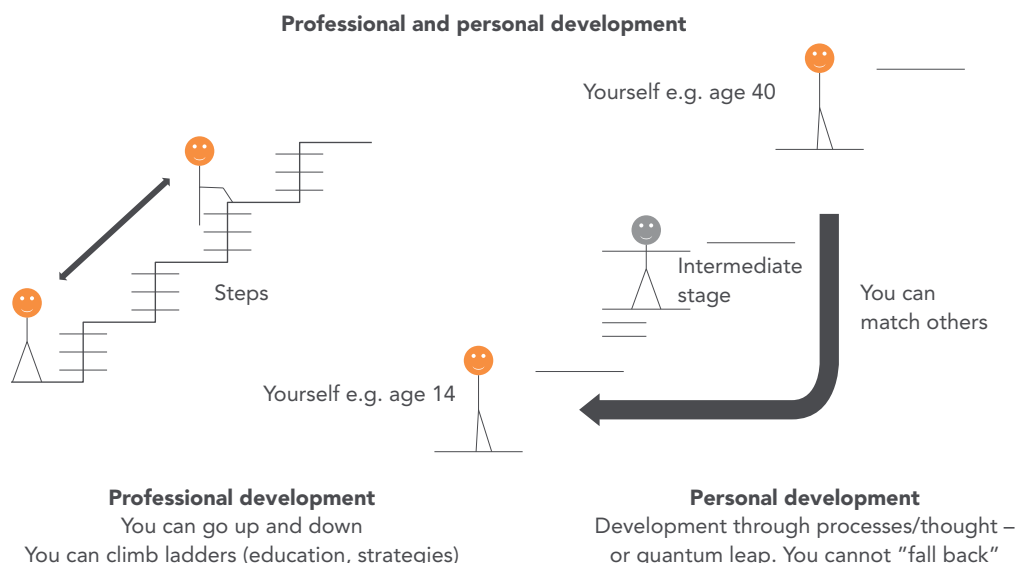 Professional and personal development
Yourself e.g. age 40
Steps
Intermediate
stage
You can
match others
Yourself e.g. age 14
Professional development
You can go up and down
You can climb ladders (education, strategies)
Personal development
Development through processes/thought –
or quantum leap. You cannot "fall back"